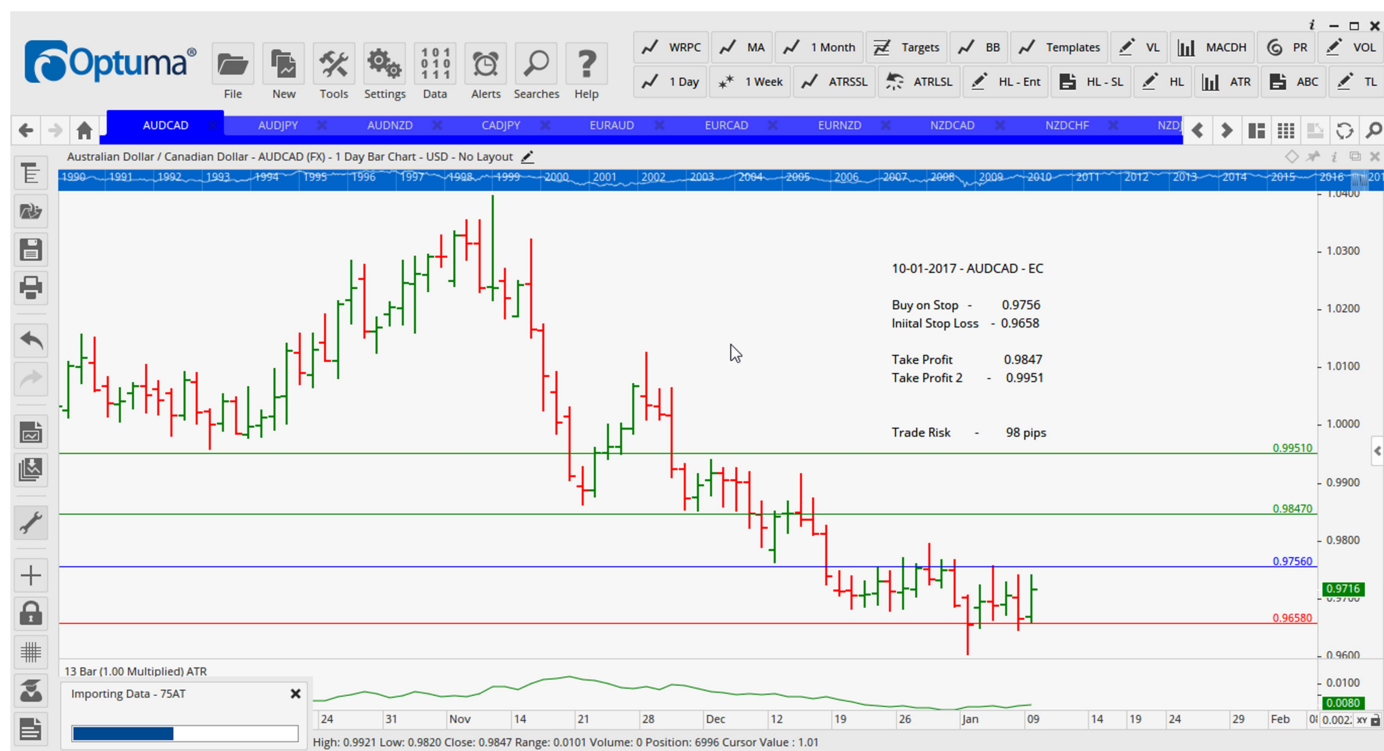 Optuma®
File
New
Tools
Settings
Data
Alerts
Searches
Help
WRPC
MA
1 Month
Targets
BB
Templates
VL
MACDH
PR
VOL
1 Day
1 Week
ATRSSL
ATRLSL
HL - Ent
HL - SL
HL
ATR
ABC
TL
AUDCAD
AUDJPY
AUDNZD
CADJPY
EURAUD
EURCAD
EURNZD
NZDCAD
NZDCHF
Australian Dollar / Canadian Dollar - AUDCAD (FX) - 1 Day Bar Chart - USD - No Layout
1990 1991 1992 1993 1994 1995 1996 1997 1998 1999 2000 2001 2002 2003 2004 2005 2006 2007 2008 2009 2010 2011 2012 2013 2014 2015 2016
1.0400
1.0300
10-01-2017 - AUDCAD - EC
Buy on Stop - 0.9756
1.0200
Iniital Stop Loss - 0.9658
Take Profit 0.9847
1.0100
Take Profit 2 - 0.9951
1.0000
Trade Risk - 98 pips
0.99510
0.9900
0.98470
0.9800
0.97560
0.9716
0.9700
0.96580
0.9600
13 Bar (1.00 Multiplied) ATR
0.0100
0.0080
Importing Data - 75AT
24 31 Nov 14 21 28 Dec 12 19 26 Jan 09 14 19 24 29 Feb
XY
High: 0.9921 Low: 0.9820 Close: 0.9847 Range: 0.0101 Volume: 0 Position: 6996 Cursor Value : 1.01